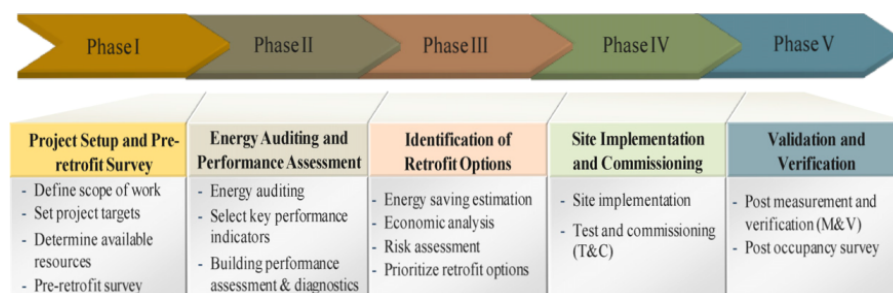 Phase I
Phase II
Phase III
Phase IV
Phase V
Project Setup and Pre-
retrofit Survey
- Define scope of work
- Set project targets
- Determine available
resources
- Pre-retrofit survey
Energy Auditing and
Performance Assessment
- Energy auditing
- Select key performance
indicators
- Building performance
assessment & diagnostics
Identification of
Retrofit Options
- Energy saving estimation
- Economic analysis
- Risk assessment
- Prioritize retrofit options
Site Implementation
and Commissioning
- Site implementation
- Test and commissioning
(T&C)
Validation and
Verification
- Post measurement and
verification (M&V)
- Post occupancy survey